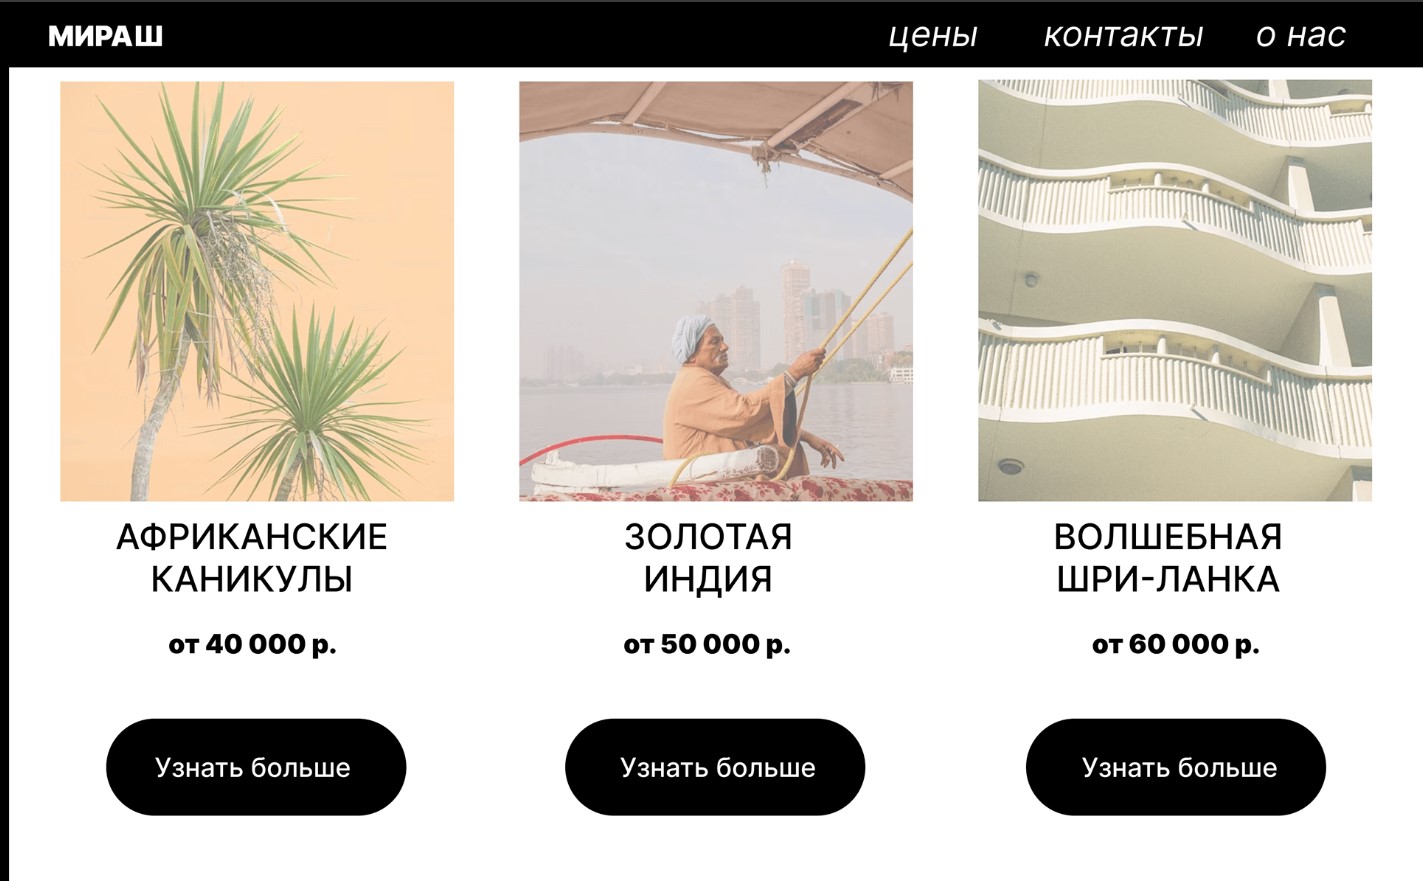 МИРАШ
цены контакты о нас
АФРИКАНСКИЕ
КАНИКУЛЫ
от 40 000 р.
Узнать больше
ЗОЛОТАЯ
ИНДИЯ
от 50 000 р.
Узнать больше
ВОЛШЕБНАЯ
ШРИ-ЛАНКА
от 60 000 р.
Узнать больше